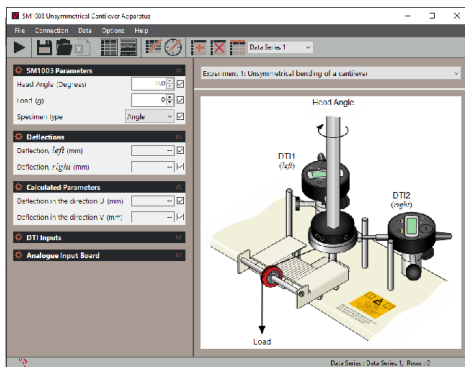 SM1003 Unsymmetrical Cantilever Apparatus
File Connection Data Options Help
Data Series 1
SM1003 Parameters
Head Angle (Degrees) 0.0
Load (g) 0
Specimen type Angle
Deflections
Deflection, left (mm) --
Deflection, right (mm) --
Calculated Parameters
Deflection in the direction U (mm) --
Deflection in the direction V (mm) --
DTI Inputs
Analogue Input Board
Experiment 1: Unsymmetrical bending of a cantilever
Head Angle
DTI1
(left)
DTI2
(right)
Load
Data Series : Data Series 1, Rows : 0